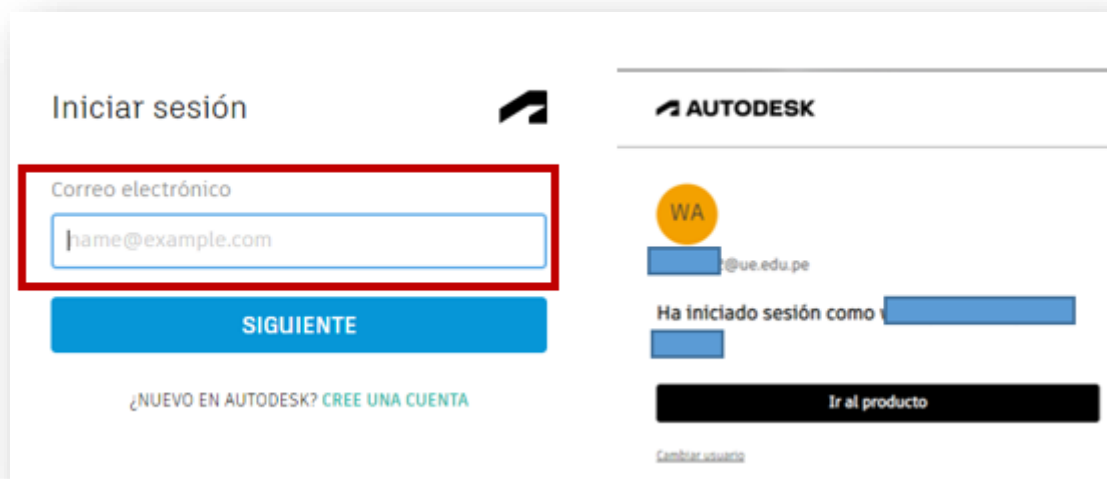 Iniciar sesión
Correo electrónico
name@example.com
SIGUIENTE
¿NUEVO EN AUTODESK? CREE UNA CUENTA
AUTODESK
WA
@ue.edu.pe
Ha iniciado sesión como
Ir al producto
Cambiar usuario